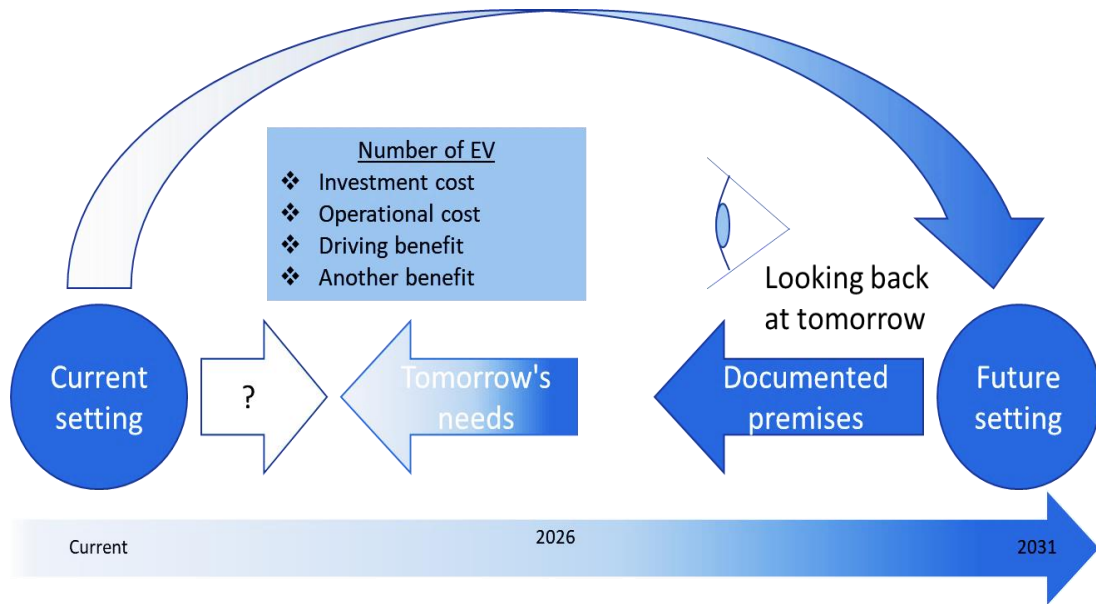 Number of EV
❖ Investment cost
❖ Operational cost
❖ Driving benefit
❖ Another benefit
Looking back
at tomorrow
Current
setting
?
Tomorrow's
needs
Documented
premises
Future
setting
Current
2026
2031